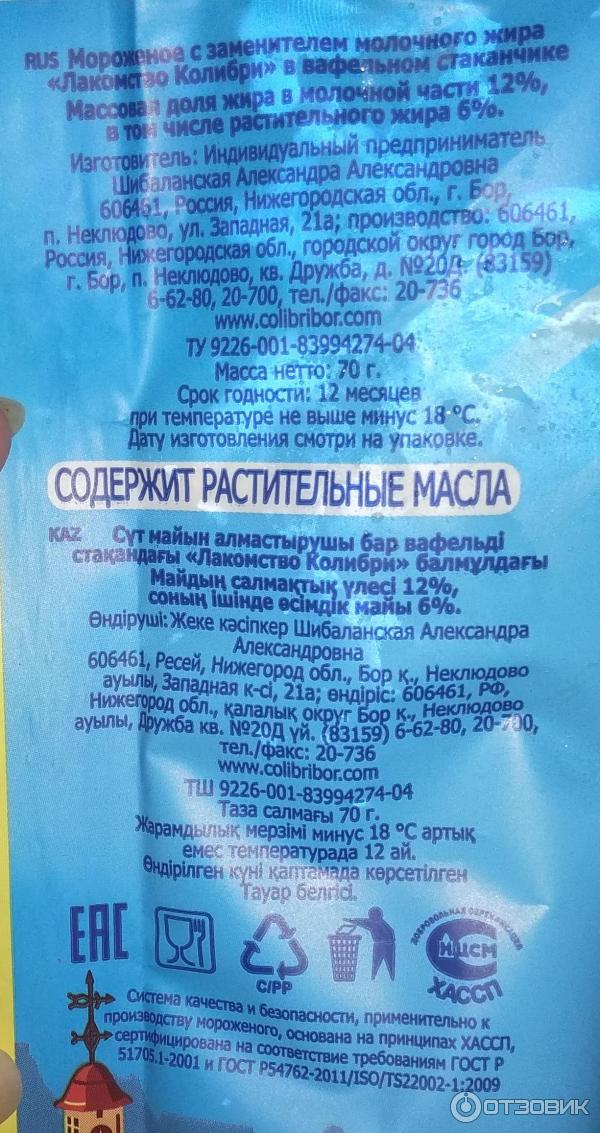 RUS Мороженое с заменителем молочного жира
«Лакомство Колибри» в вафельном стаканчике
Массовая доля жира в молочной части 12%,
в том числе растительного жира 6%.
Изготовитель: Индивидуальный предприниматель
Шибаланская Александра Александровна
606461, Россия, Нижегородская обл., г. Бор,
п. Неклюдово, ул. Западная, 21а; производство: 606461,
Россия, Нижегородская обл., городской округ город Бор,
г. Бор, п. Неклюдово, кв. Дружба, д. №20Д. (83159)
6-62-80, 20-700, тел./факс: 20-736
www.colibribor.com
ТУ 9226-001-83994274-04
Масса нетто: 70 г.
Срок годности: 12 месяцев
при температуре не выше минус 18 °С.
Дату изготовления смотри на упаковке.
СОДЕРЖИТ РАСТИТЕЛЬНЫЕ МАСЛА
KAZ Сүт майын алмастырушы бар вафельді
стақандағы «Лакомство Колибри» балмұлдағы
Майдың салмақтық үлесі 12%,
соның ішінде өсімдік майы 6%.
Өндіруші: Жеке кәсіпкер Шибаланская Александра
Александровна
606461, Ресей, Нижегород обл., Бор қ., Неклюдово
ауылы, Западная к-сі, 21а; өндіріс: 606461, РФ,
Нижегород обл., қалалық округ Бор қ., Неклюдово
ауылы, Дружба кв. №20Д үй. (83159) 6-62-80, 20-700,
тел./факс: 20-736
www.colibribor.com
ТШ 9226-001-83994274-04
Таза салмағы 70 г.
Жарамдылық мерзімі минус 18 °С артық
емес температурада 12 ай.
Өндірілген күні қаптамада көрсетілген
Тауар белгісі.
ЕАС
C/PP
ДОБРОВОЛЬНАЯ СЕРТИФИКАЦИЯ
НЦСМ
ХАССП
Система качества и безопасности, применительно к
производству мороженого, основана на принципах ХАССП,
сертифицирована на соответствие требованиям ГОСТ Р
51705.1-2001 и ГОСТ Р54762-2011/ISO/TS22002-1:2009
ОТЗОВИК